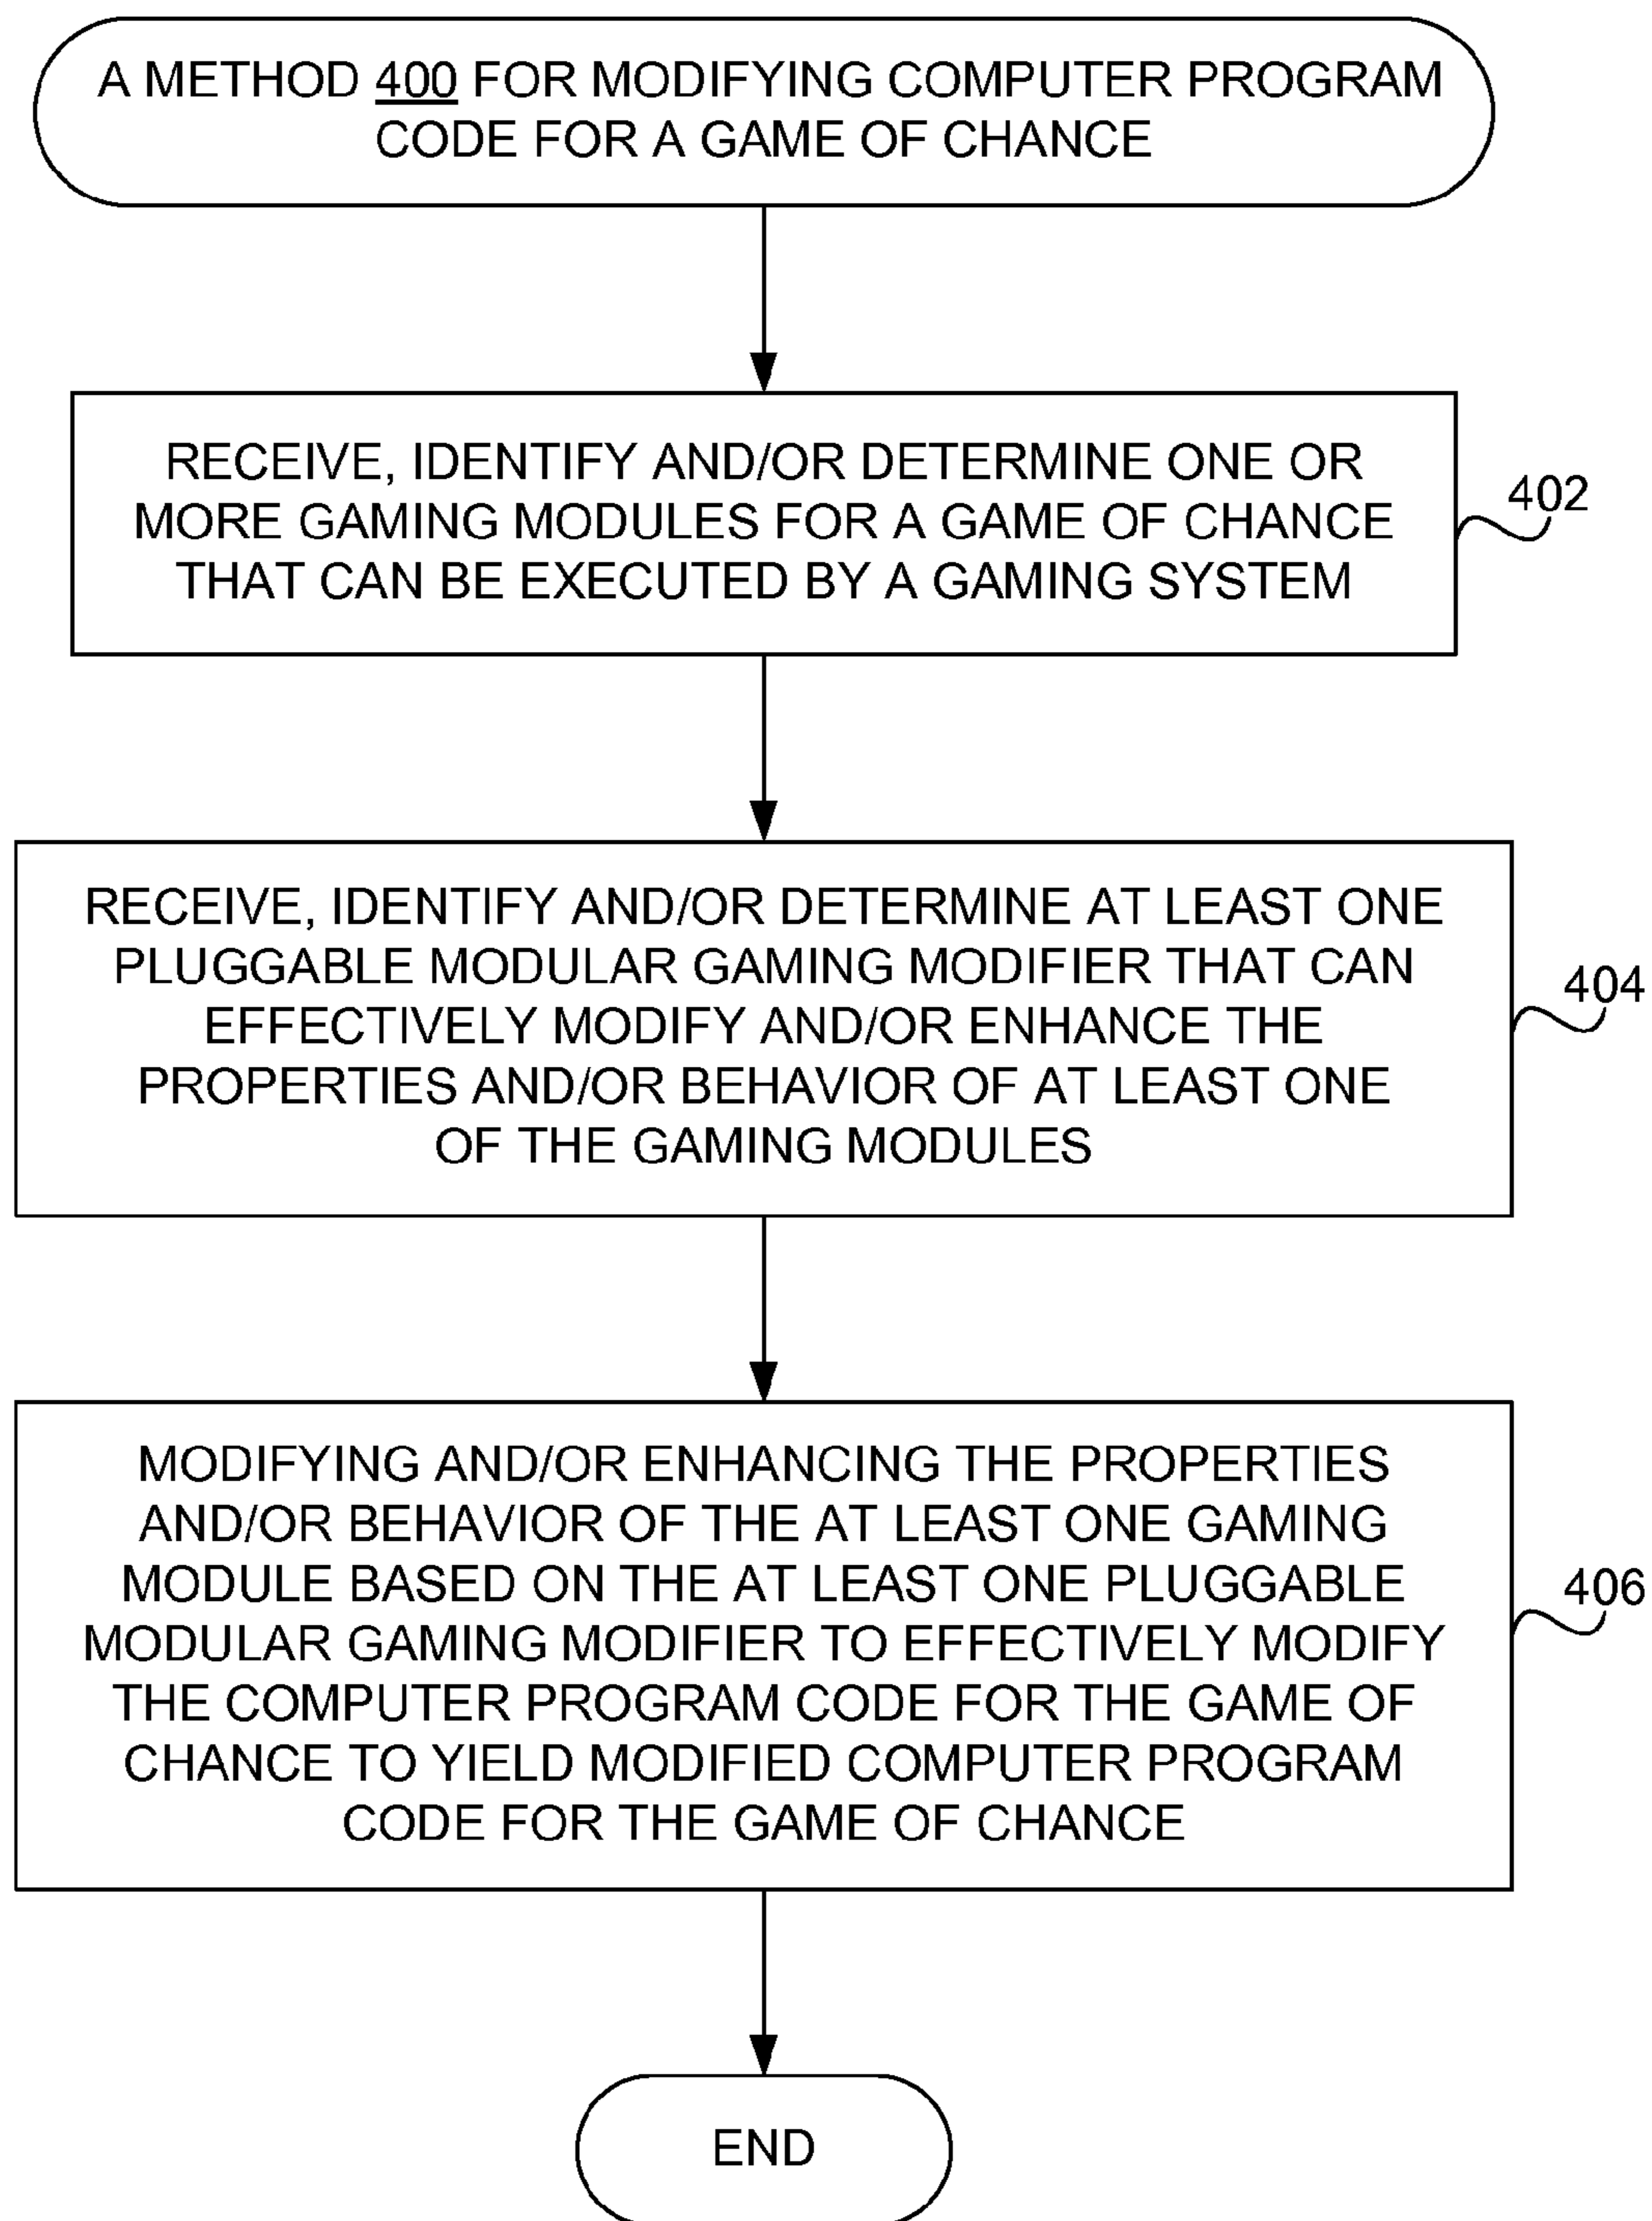 A METHOD 400 FOR MODIFYING COMPUTER PROGRAM
CODE FOR A GAME OF CHANCE
RECEIVE, IDENTIFY AND/OR DETERMINE ONE OR
MORE GAMING MODULES FOR A GAME OF CHANCE
THAT CAN BE EXECUTED BY A GAMING SYSTEM
402
RECEIVE, IDENTIFY AND/OR DETERMINE AT LEAST ONE
PLUGGABLE MODULAR GAMING MODIFIER THAT CAN
EFFECTIVELY MODIFY AND/OR ENHANCE THE
PROPERTIES AND/OR BEHAVIOR OF AT LEAST ONE
OF THE GAMING MODULES
404
MODIFYING AND/OR ENHANCING THE PROPERTIES
AND/OR BEHAVIOR OF THE AT LEAST ONE GAMING
MODULE BASED ON THE AT LEAST ONE PLUGGABLE
MODULAR GAMING MODIFIER TO EFFECTIVELY MODIFY
THE COMPUTER PROGRAM CODE FOR THE GAME OF
CHANCE TO YIELD MODIFIED COMPUTER PROGRAM
CODE FOR THE GAME OF CHANCE
406
END